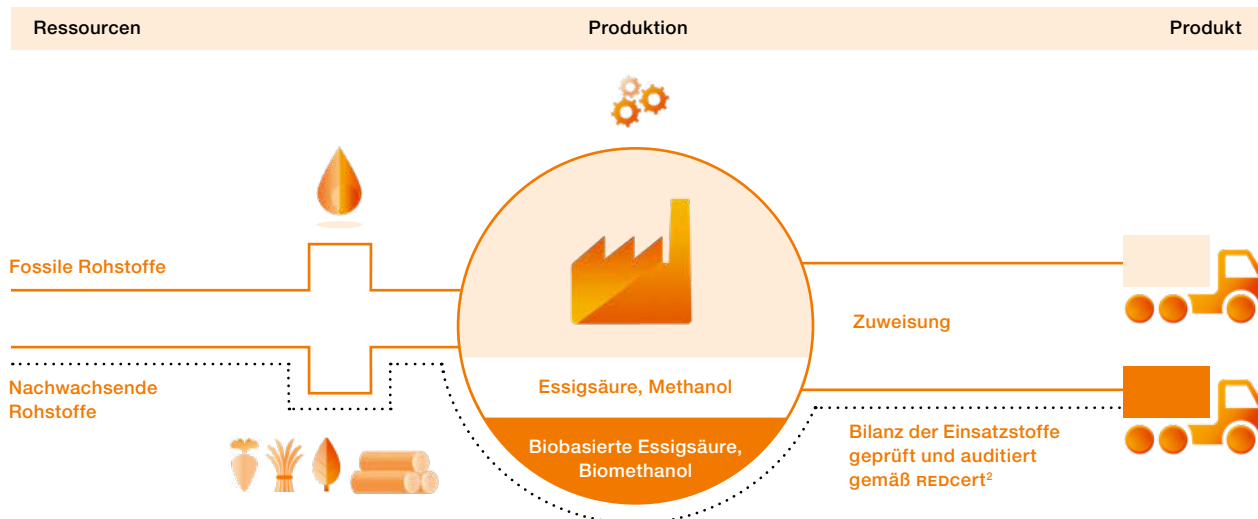 Ressourcen
Produktion
Produkt
Fossile Rohstoffe
Zuweisung
Nachwachsende
Rohstoffe
Essigsäure, Methanol
Biobasierte Essigsäure,
Biomethanol
Bilanz der Einsatzstoffe
geprüft und auditiert
gemäß REDcert²